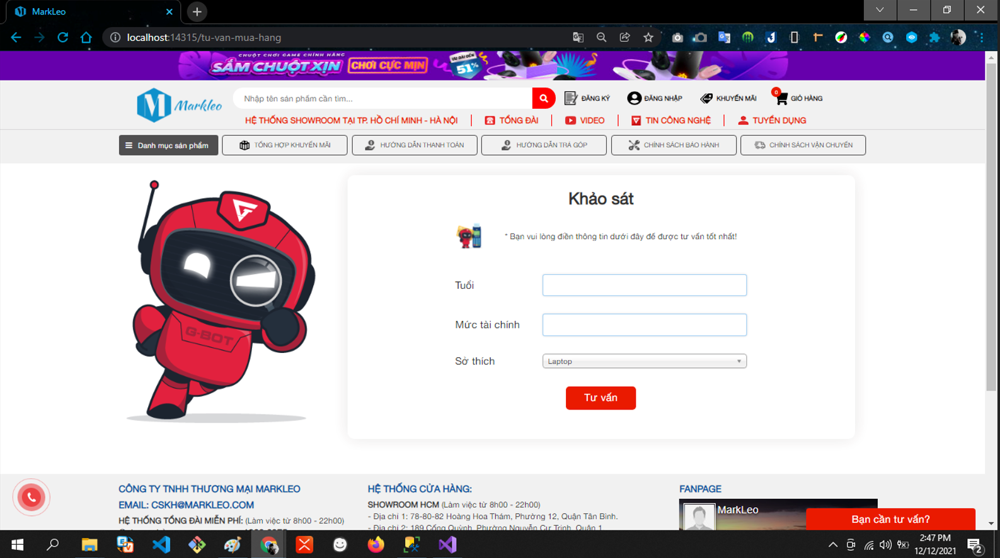 MarkLeo
localhost:14315/tu-van-mua-hang
CHUỘT CHƠI GAME CHÍNH HÃNG
SẮM CHUỘT XỊN
CHƠI CỰC MỊN
ƯU ĐÃI ĐẾN
51%
Markleo
Nhập tên sản phẩm cần tìm...
ĐĂNG KÝ
ĐĂNG NHẬP
KHUYẾN MÃI
0
GIỎ HÀNG
HỆ THỐNG SHOWROOM TẠI TP. HỒ CHÍ MINH - HÀ NỘI
TỔNG ĐÀI
VIDEO
TIN CÔNG NGHỆ
TUYỂN DỤNG
Danh mục sản phẩm
TỔNG HỢP KHUYẾN MÃI
HƯỚNG DẪN THANH TOÁN
HƯỚNG DẪN TRẢ GÓP
CHÍNH SÁCH BẢO HÀNH
CHÍNH SÁCH VẬN CHUYỂN
G-BOT
Khảo sát
* Bạn vui lòng điền thông tin dưới đây để được tư vấn tốt nhất!
Tuổi
Mức tài chính
Sở thích
Laptop
Tư vấn
CÔNG TY TNHH THƯƠNG MẠI MARKLEO
EMAIL: CSKH@MARKLEO.COM
HỆ THỐNG TỔNG ĐÀI MIỄN PHÍ: (Làm việc từ 8h00 - 22h00)
HỆ THỐNG CỬA HÀNG:
SHOWROOM HCM (Làm việc từ 8h00 - 22h00)
- Địa chỉ 1: 78-80-82 Hoàng Hoa Thám, Phường 12, Quận Tân Bình.
- Địa chỉ 2: 189 Cống Quỳnh, Phường Nguyễn Cư Trinh, Quận 1
FANPAGE
MarkLeo
Bạn cần tư vấn?
2:47 PM
12/12/2021
2